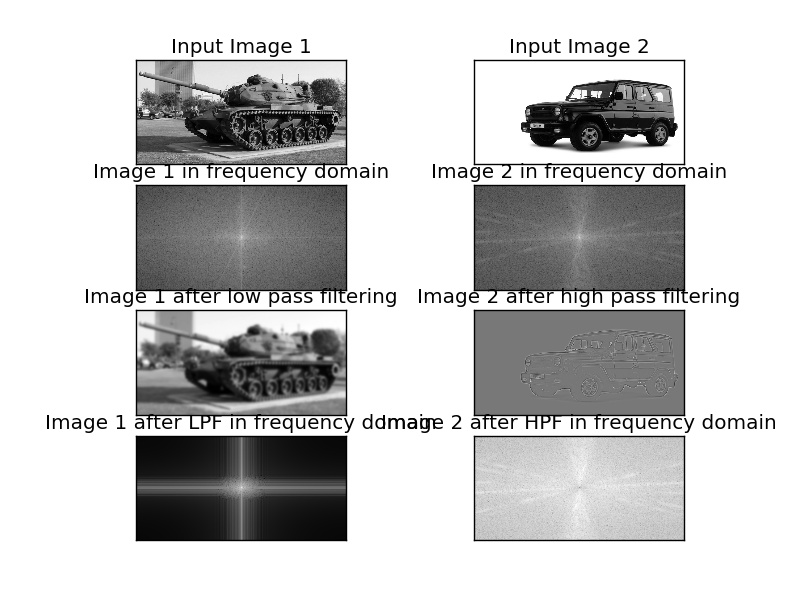 Input Image 1
Input Image 2
Image 1 in frequency domain
Image 2 in frequency domain
Image 1 after low pass filtering
Image 2 after high pass filtering
Image 1 after LPF in frequency domain
Image 2 after HPF in frequency domain